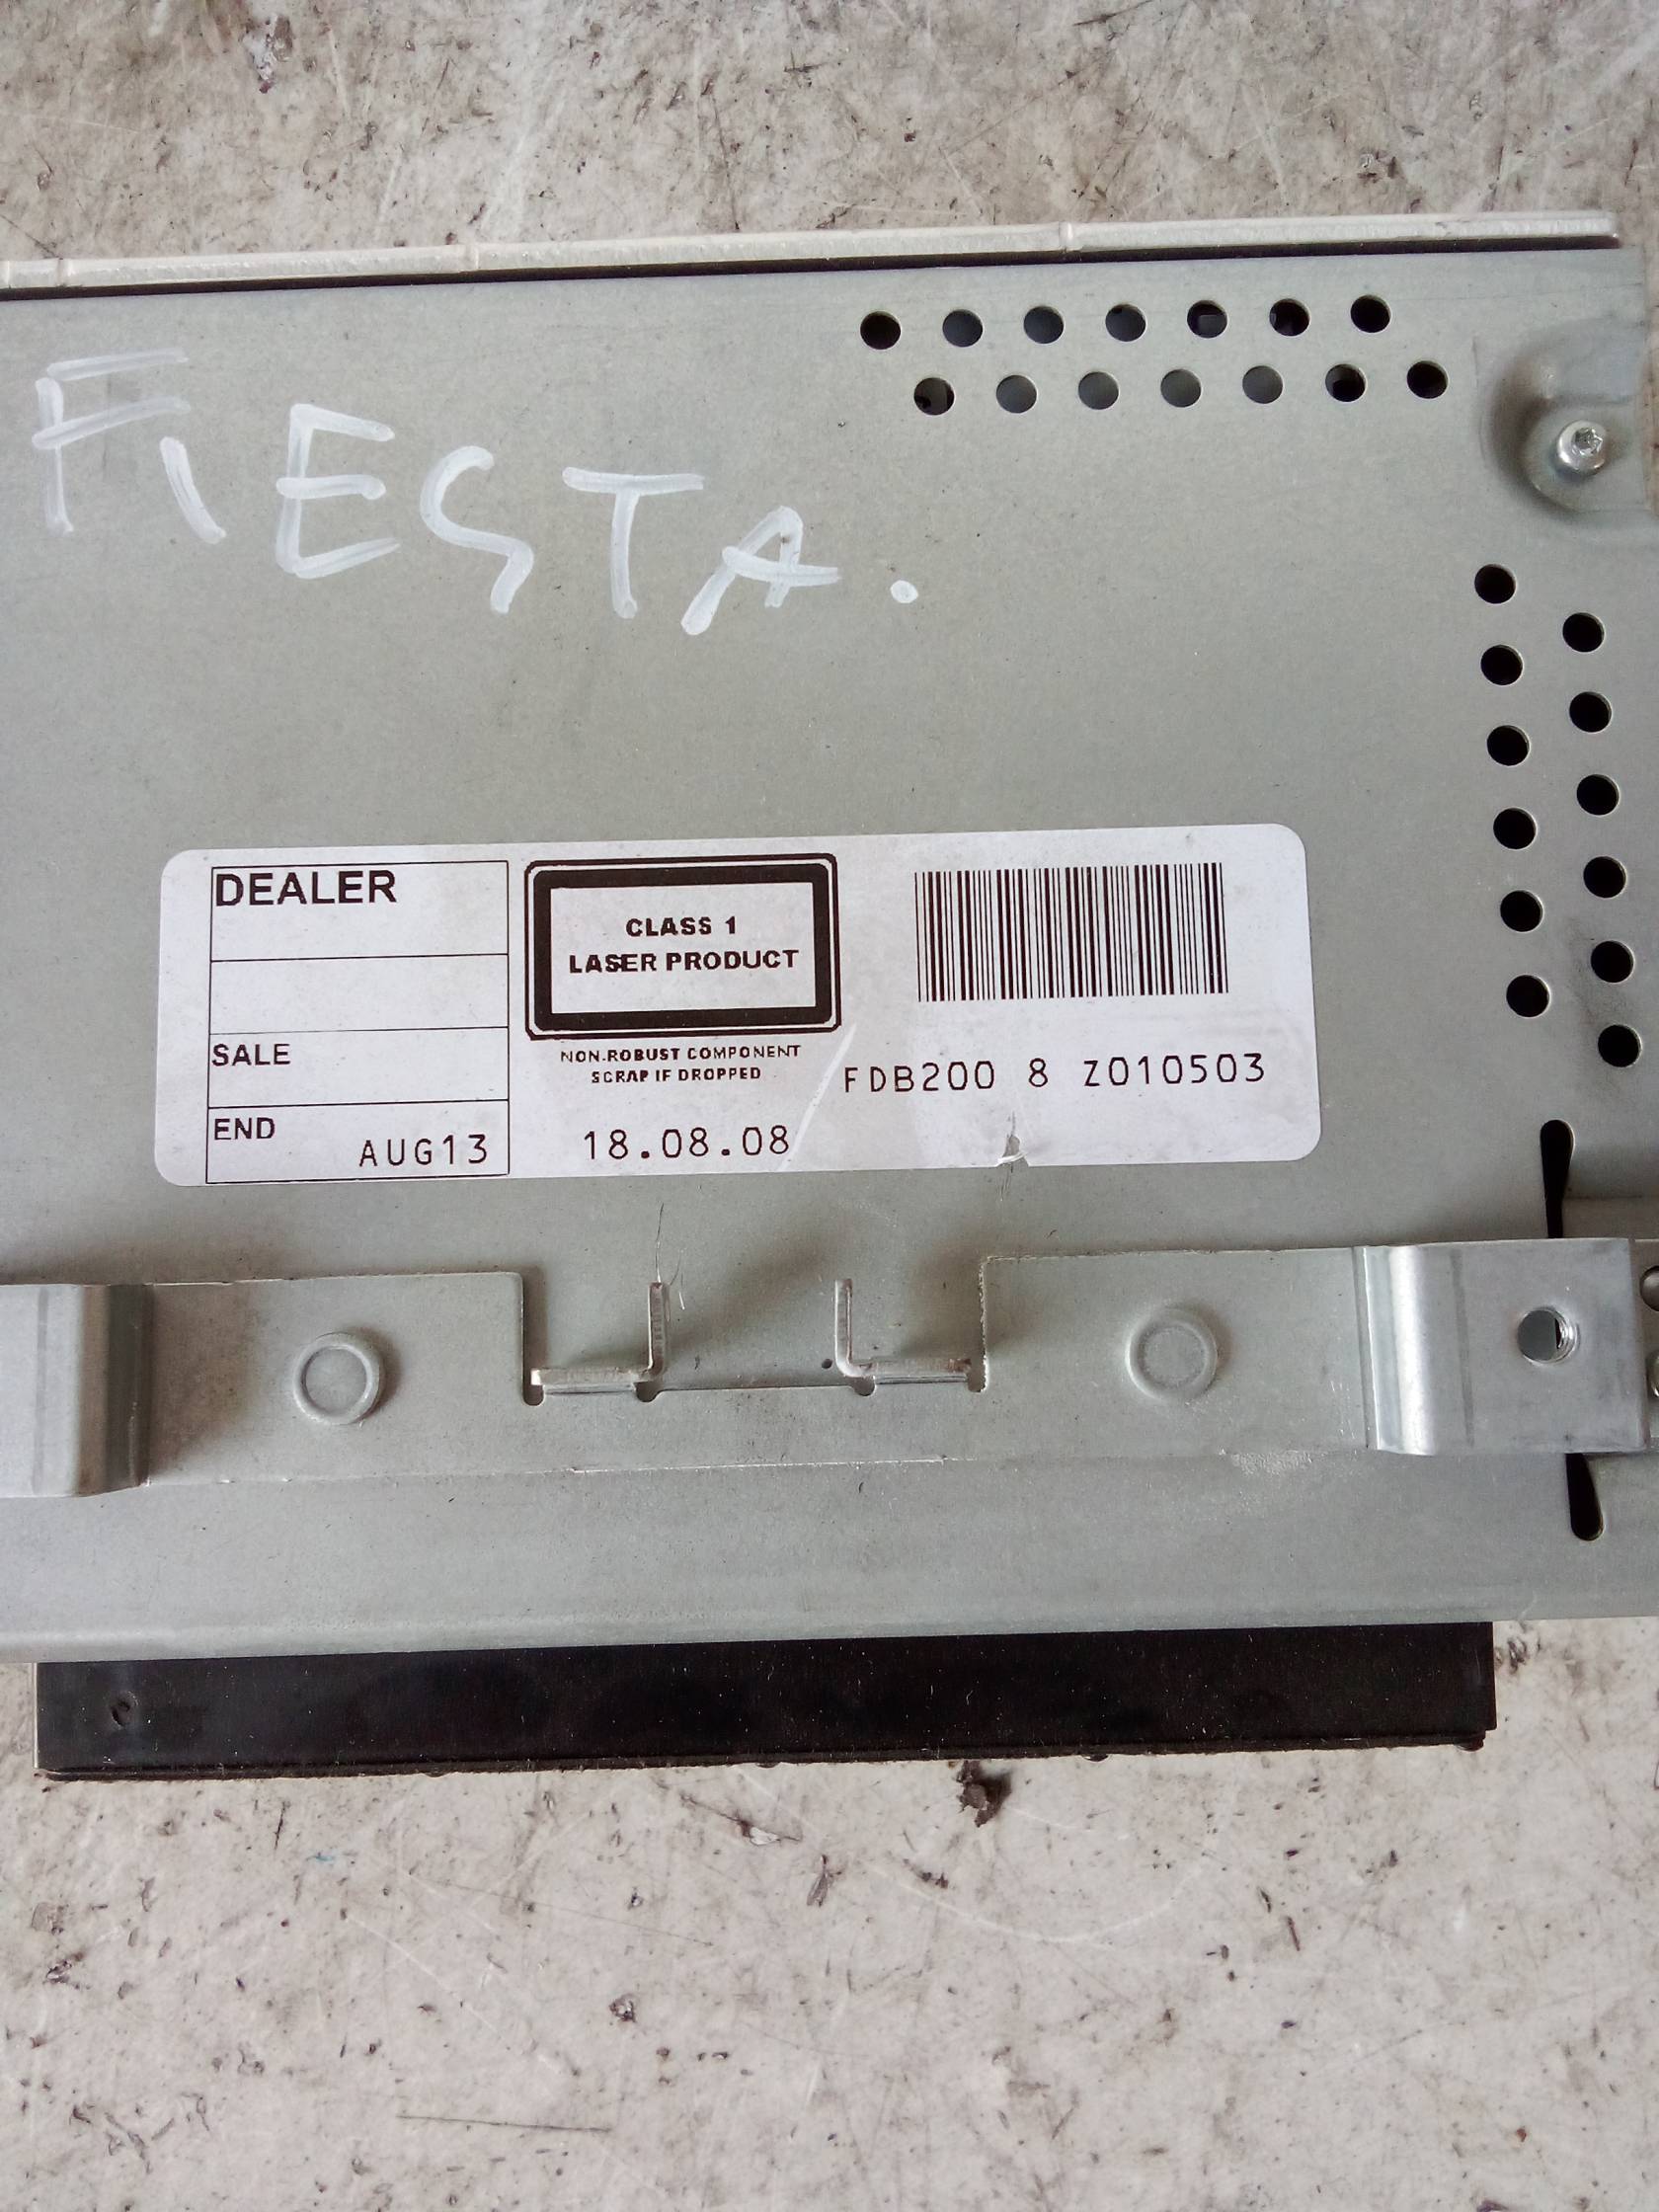 FIESTA.
DEALER
SALE
END AUG13
CLASS 1
LASER PRODUCT
NON-ROBUST COMPONENT
SCRAP IF DROPPED
18.08.08
FDB200 8 Z010503